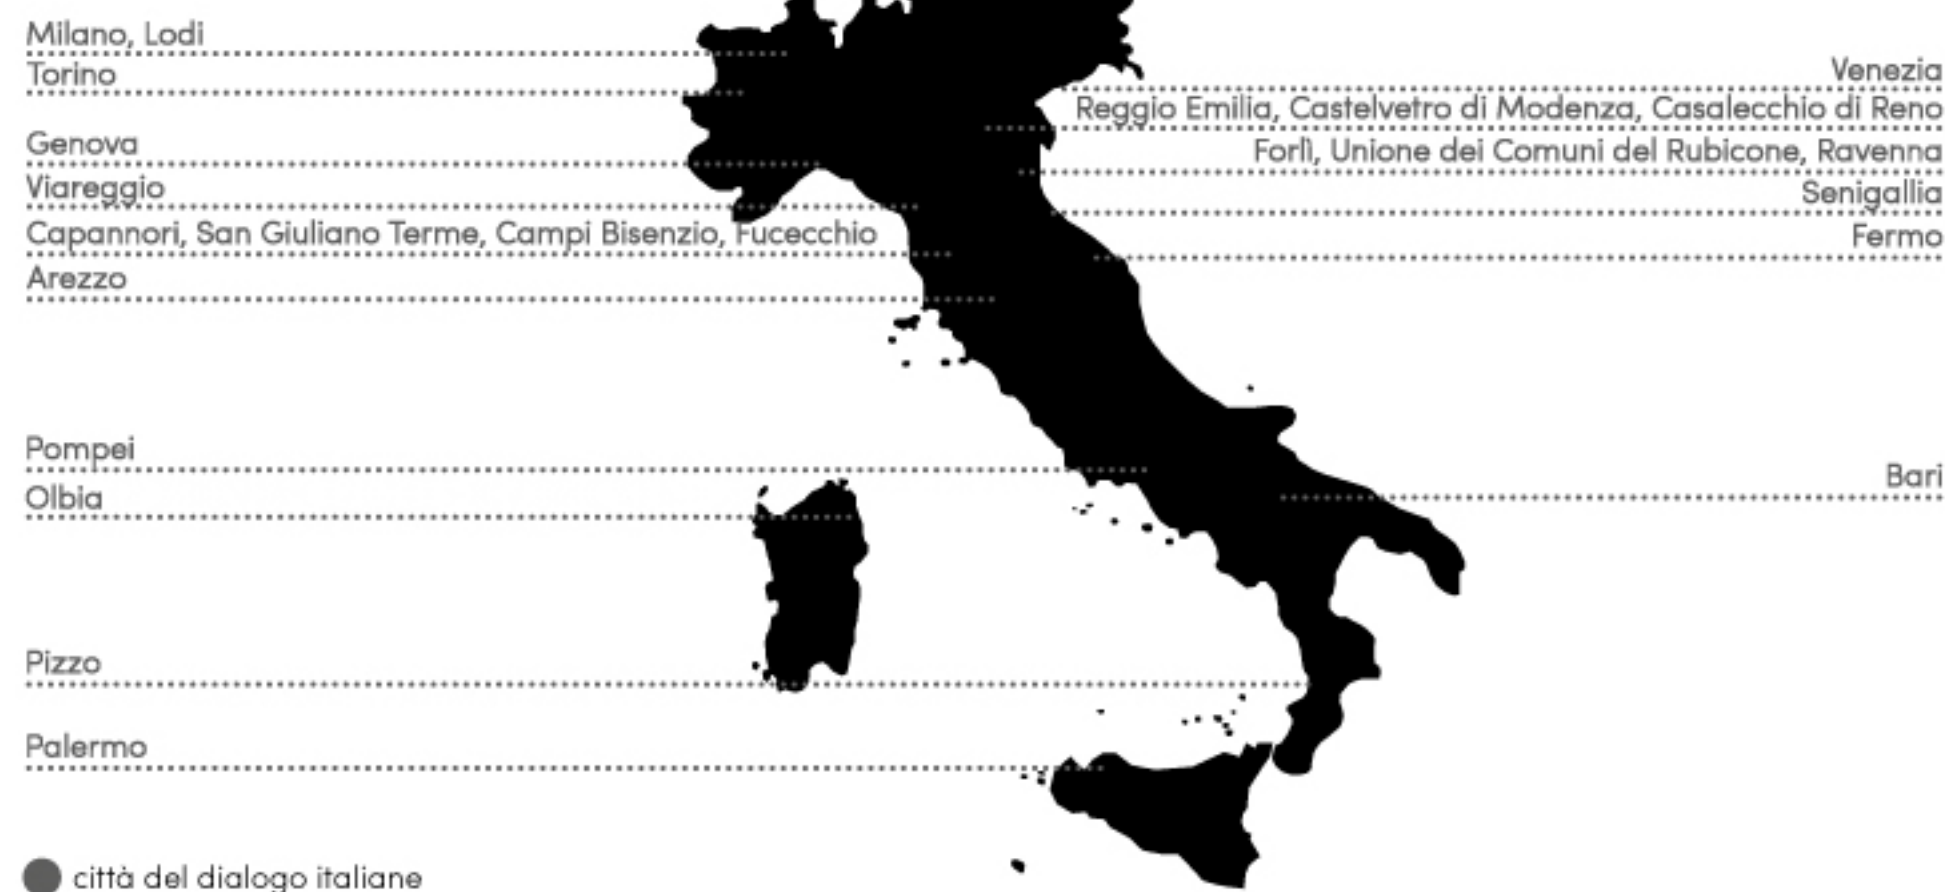 Milano, Lodi
Torino
Genova
Viareggio
Capannori, San Giuliano Terme, Campi Bisenzio, Fucecchio
Arezzo
Pompei
Olbia
Pizzo
Palermo
Venezia
Reggio Emilia, Castelvetro di Modenza, Casalecchio di Reno
Forlì, Unione dei Comuni del Rubicone, Ravenna
Senigallia
Fermo
Bari
città del dialogo italiane